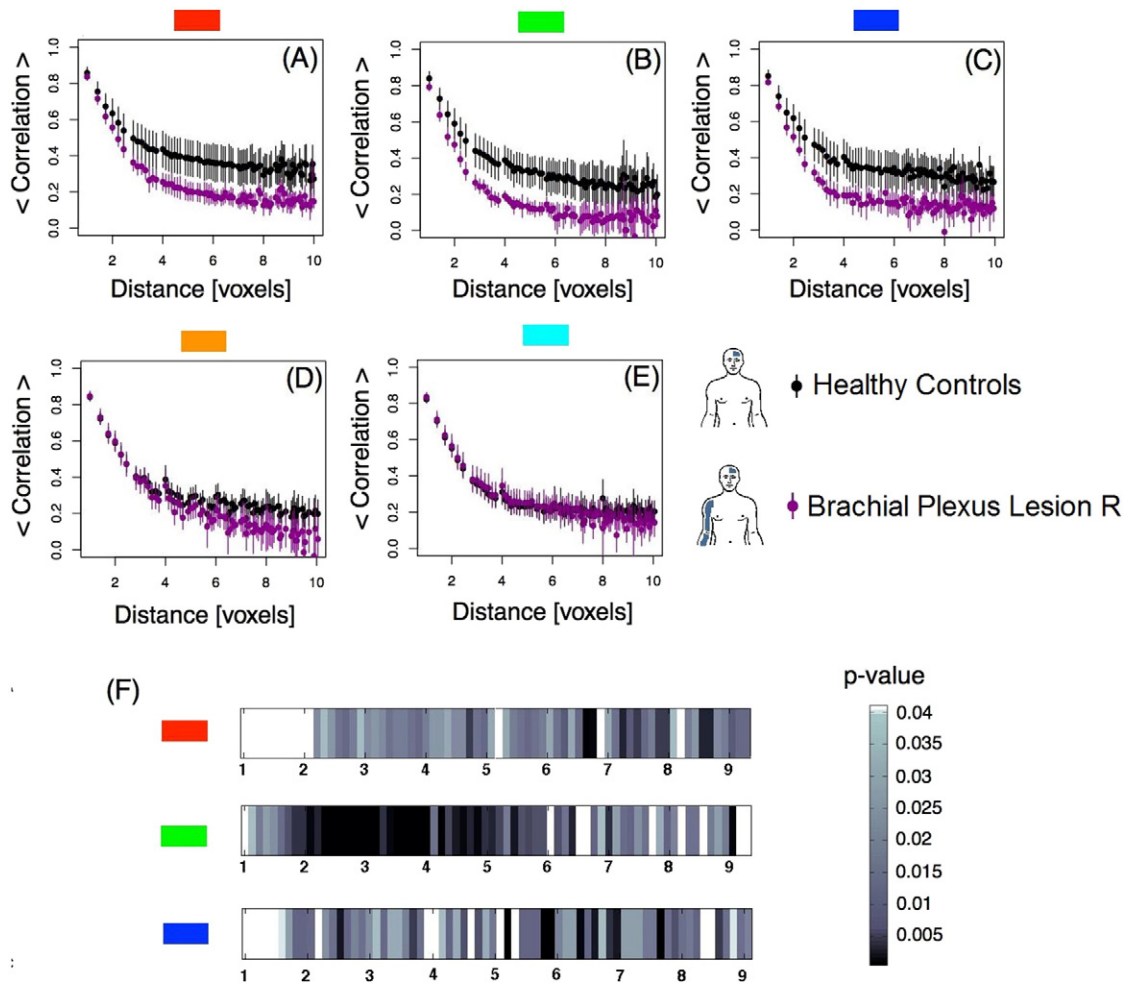 (A)
< Correlation >
1.0
0.8
0.6
0.4
0.2
0.0
2 4 6 8 10
Distance [voxels]
(B)
< Correlation >
1.0
0.8
0.6
0.4
0.2
0.0
2 4 6 8 10
Distance [voxels]
(C)
< Correlation >
1.0
0.8
0.6
0.4
0.2
0.0
2 4 6 8 10
Distance [voxels]
(D)
< Correlation >
1.0
0.8
0.6
0.4
0.2
0.0
2 4 6 8 10
Distance [voxels]
(E)
< Correlation >
1.0
0.8
0.6
0.4
0.2
0.0
2 4 6 8 10
Distance [voxels]
Healthy Controls
Brachial Plexus Lesion R
(F)
1 2 3 4 5 6 7 8 9
1 2 3 4 5 6 7 8 9
1 2 3 4 5 6 7 8 9
p-value
0.04
0.035
0.03
0.025
0.02
0.015
0.01
0.005